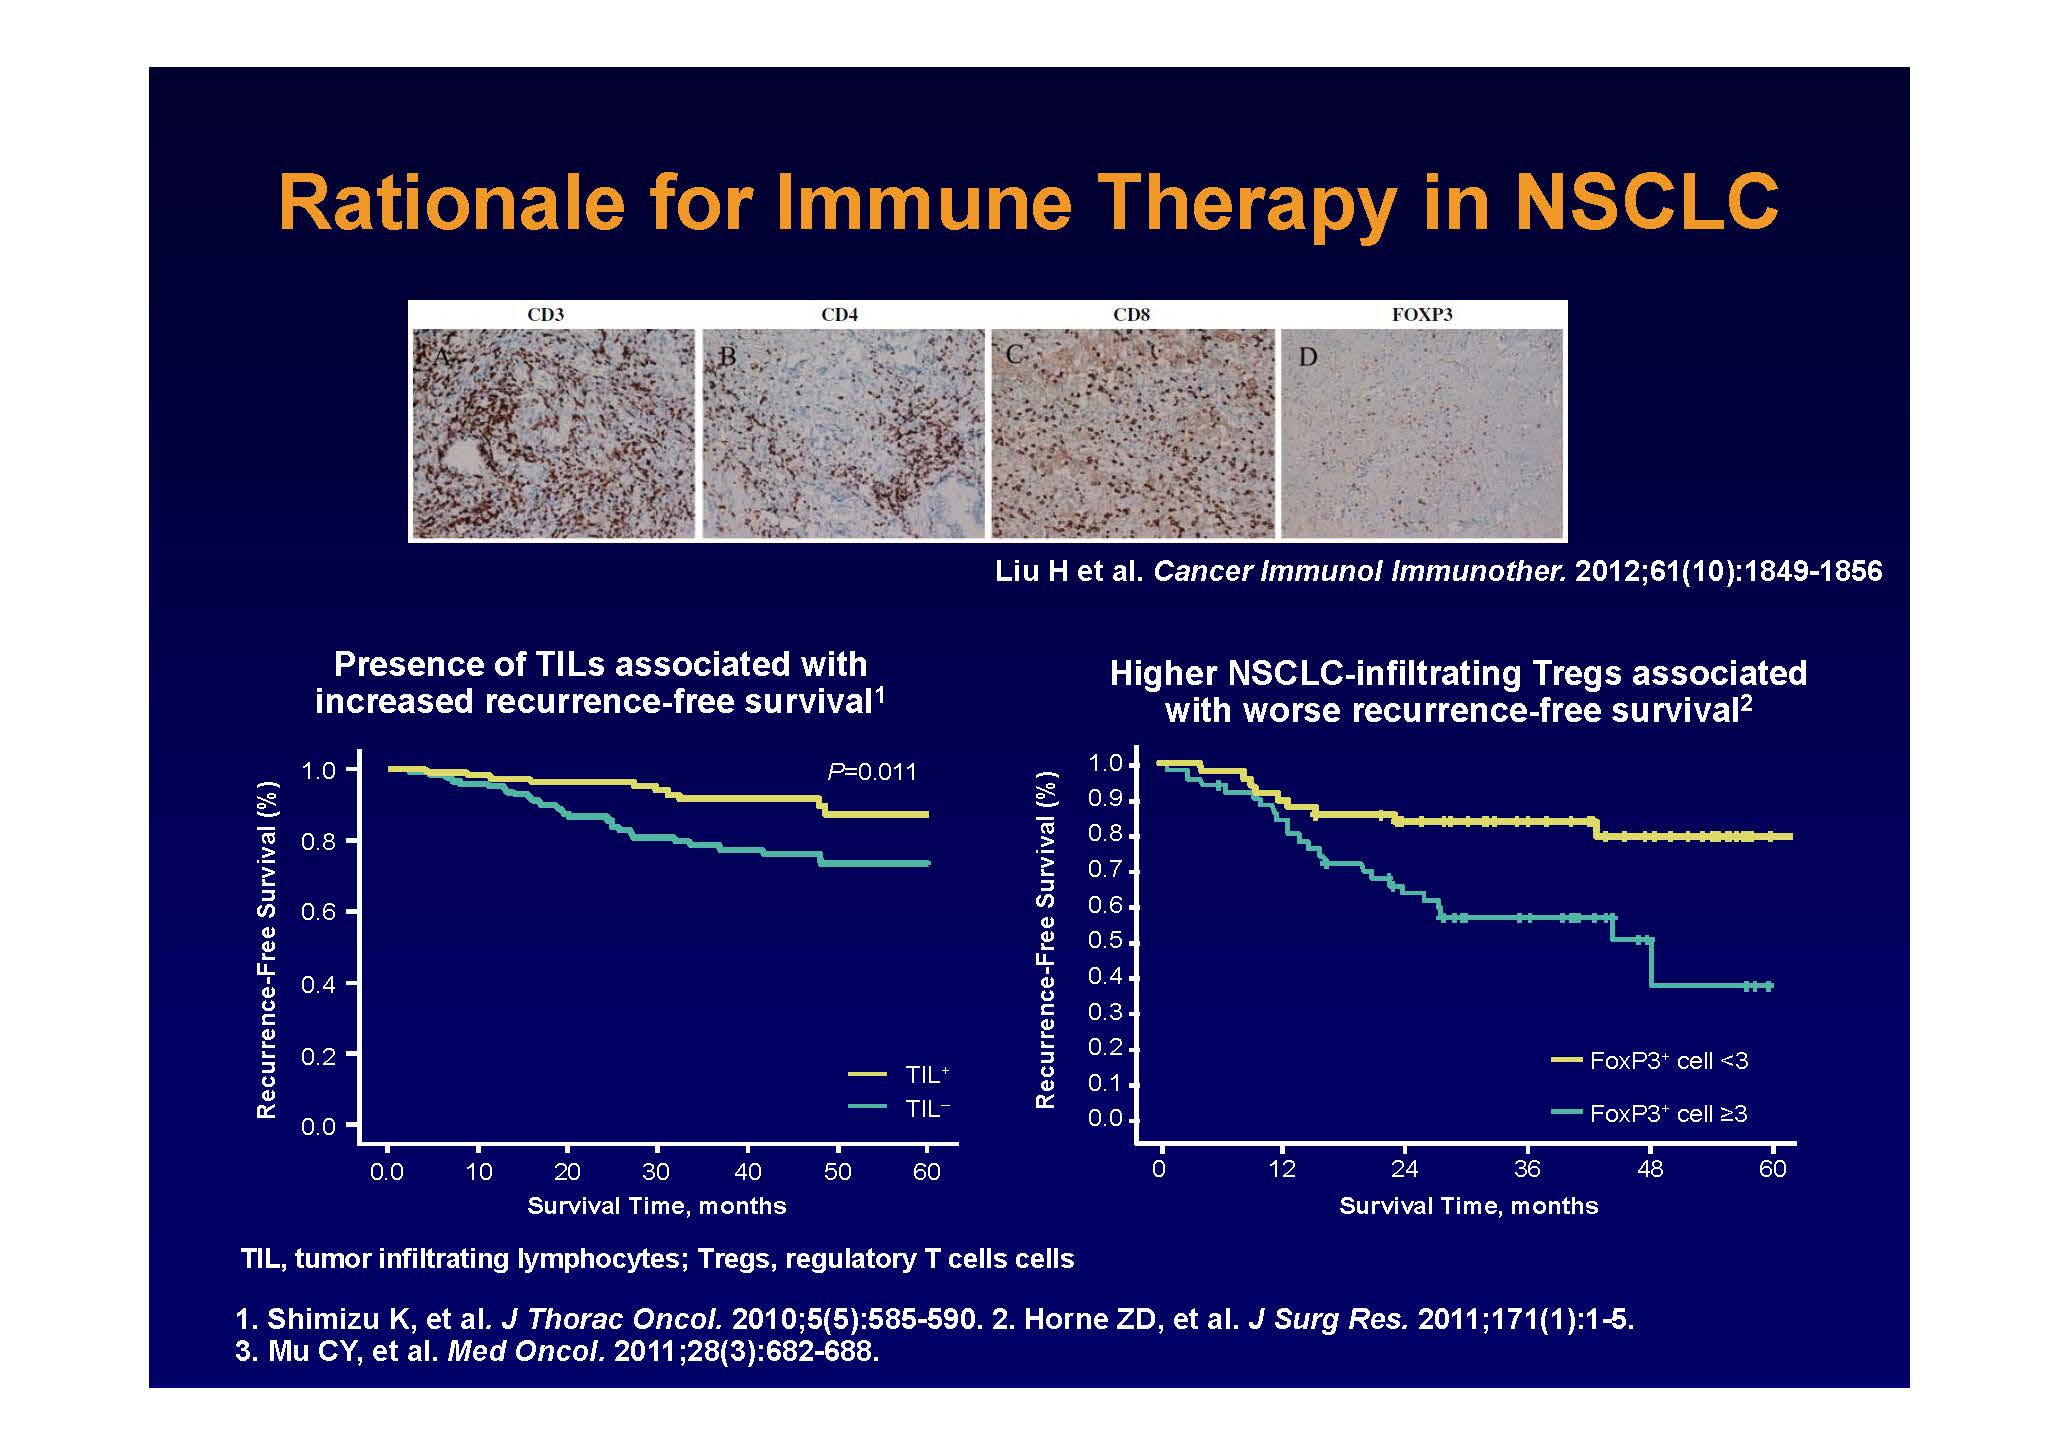 Rationale for Immune Therapy in NSCLC
CD3
CD4
CD8
FOXP3
A
B
C
D
Liu H et al. Cancer Immunol Immunother. 2012;61(10):1849-1856
Presence of TILs associated with
increased recurrence-free survival1
Recurrence-Free Survival (%)
1.0
0.8
0.6
0.4
0.2
0.0
P=0.011
TIL+
TIL–
0.0 10 20 30 40 50 60
Survival Time, months
Higher NSCLC-infiltrating Tregs associated
with worse recurrence-free survival2
Recurrence-Free Survival (%)
1.0
0.9
0.8
0.7
0.6
0.5
0.4
0.3
0.2
0.1
0.0
FoxP3+ cell <3
FoxP3+ cell ≥3
0 12 24 36 48 60
Survival Time, months
TIL, tumor infiltrating lymphocytes; Tregs, regulatory T cells cells
1. Shimizu K, et al. J Thorac Oncol. 2010;5(5):585-590. 2. Horne ZD, et al. J Surg Res. 2011;171(1):1-5.
3. Mu CY, et al. Med Oncol. 2011;28(3):682-688.